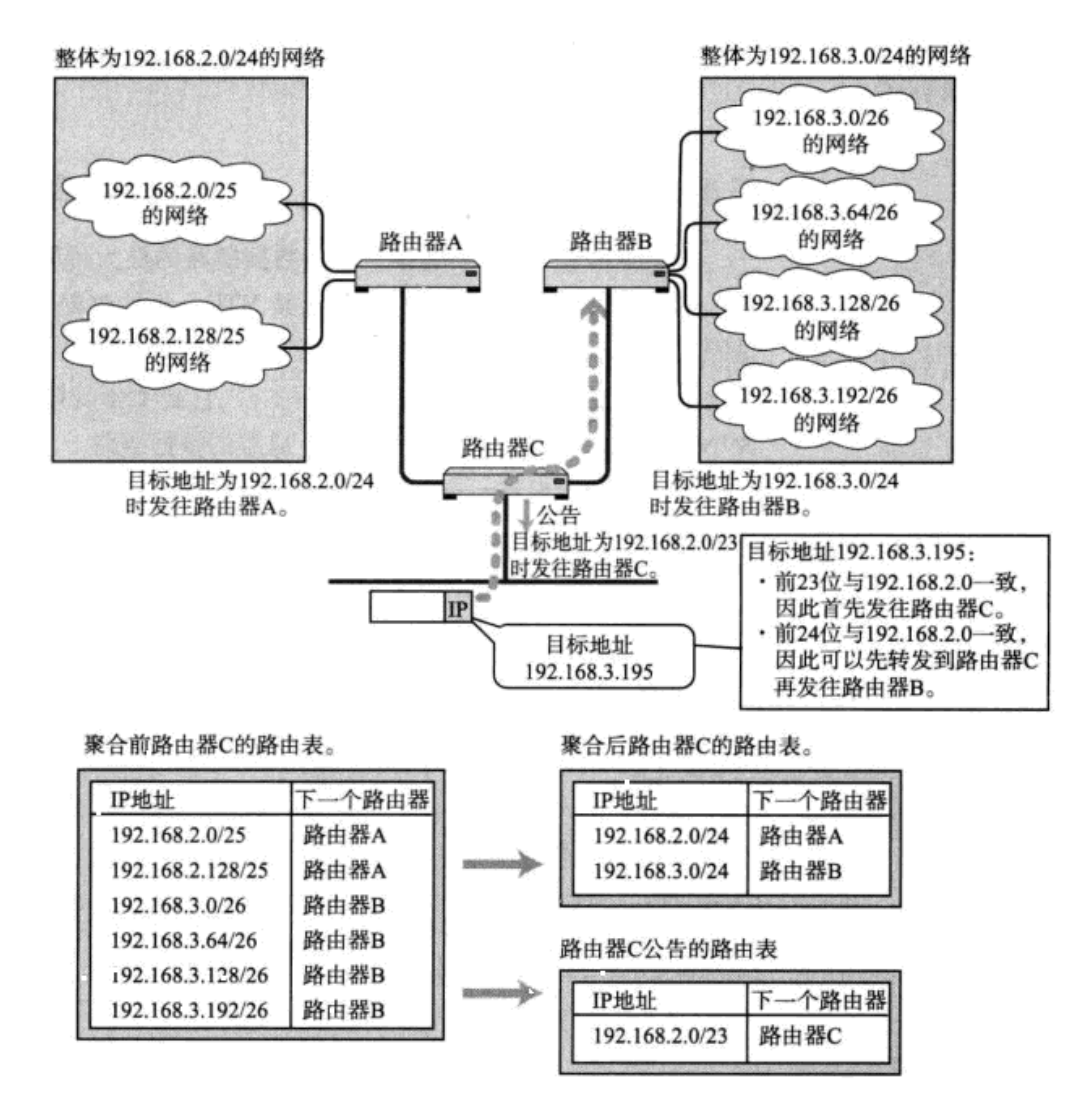 整体为192.168.2.0/24的网络
整体为192.168.3.0/24的网络
192.168.2.0/25
的网络
192.168.2.128/25
的网络
192.168.3.0/26
的网络
192.168.3.64/26
的网络
192.168.3.128/26
的网络
192.168.3.192/26
的网络
路由器A
路由器B
路由器C
目标地址为192.168.2.0/24
时发往路由器A。
目标地址为192.168.3.0/24
时发往路由器B。
公告
目标地址为192.168.2.0/23
时发往路由器C。
IP
目标地址
192.168.3.195
目标地址192.168.3.195：
·前23位与192.168.2.0一致，
因此首先发往路由器C。
·前24位与192.168.2.0一致，
因此可以先转发到路由器C
再发往路由器B。
聚合前路由器C的路由表。
IP地址 下一个路由器
192.168.2.0/25 路由器A
192.168.2.128/25 路由器A
192.168.3.0/26 路由器B
192.168.3.64/26 路由器B
192.168.3.128/26 路由器B
192.168.3.192/26 路由器B
聚合后路由器C的路由表。
IP地址 下一个路由器
192.168.2.0/24 路由器A
192.168.3.0/24 路由器B
路由器C公告的路由表
IP地址 下一个路由器
192.168.2.0/23 路由器C